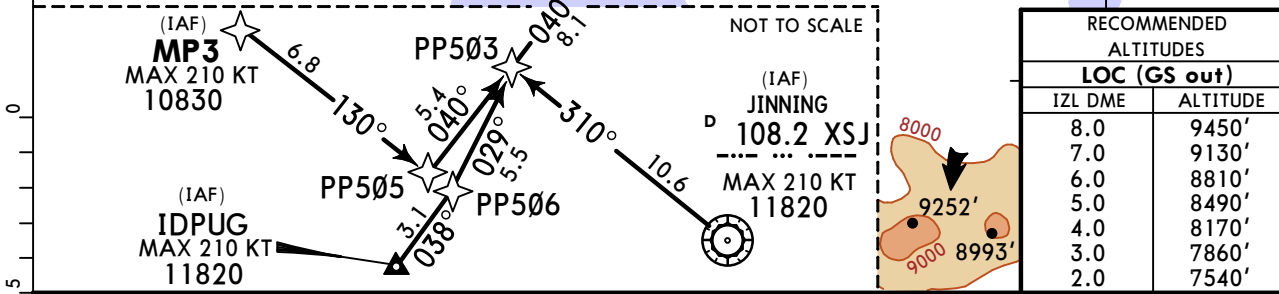 (IAF)
MP3
MAX 210 KT
10830
6.8
130°
PP503
040
8.1
5.4
040°
029°
5.5
310°
10.6
NOT TO SCALE
(IAF)
JINNING
D 108.2 XSJ
MAX 210 KT
11820
PP505
PP506
3.1
038°
(IAF)
IDPUG
MAX 210 KT
11820
0
5
8000
9252'
9000
8993'
RECOMMENDED
ALTITUDES
LOC (GS out)
IZL DME ALTITUDE
8.0 9450'
7.0 9130'
6.0 8810'
5.0 8490'
4.0 8170'
3.0 7860'
2.0 7540'